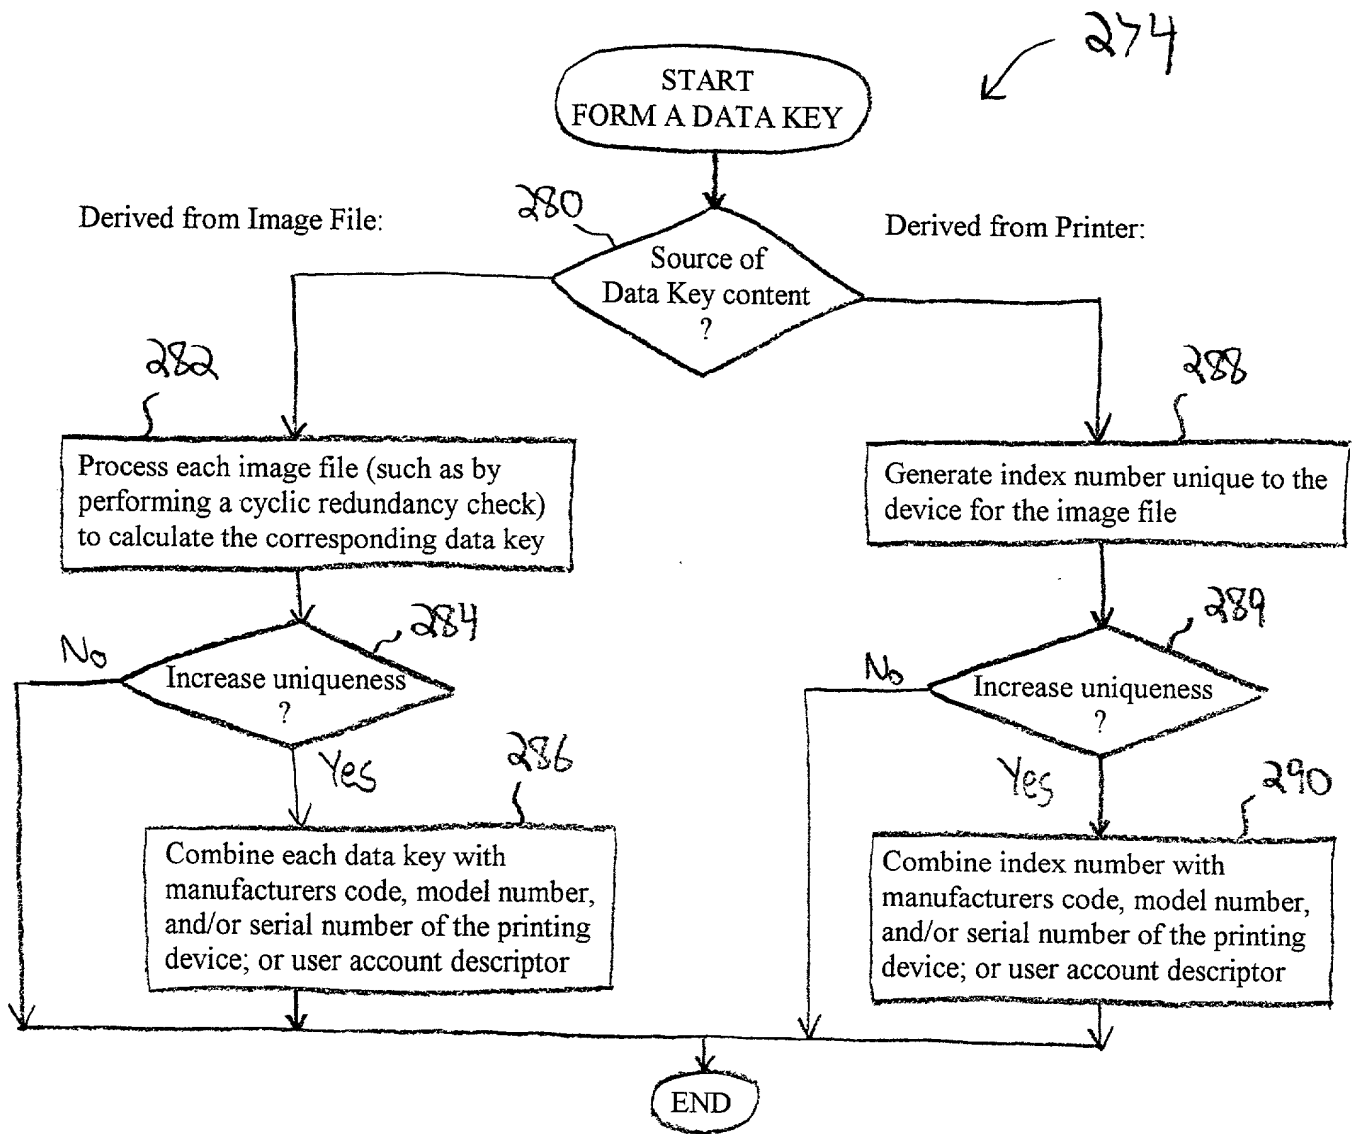 274
START
FORM A DATA KEY
280
Derived from Image File:
Derived from Printer:
Source of
Data Key content
?
282
Process each image file (such as by
performing a cyclic redundancy check)
to calculate the corresponding data key
284
No
Increase uniqueness
?
Yes
286
Combine each data key with
manufacturers code, model number,
and/or serial number of the printing
device; or user account descriptor
288
Generate index number unique to the
device for the image file
289
No
Increase uniqueness
?
Yes
290
Combine index number with
manufacturers code, model number,
and/or serial number of the printing
device; or user account descriptor
END